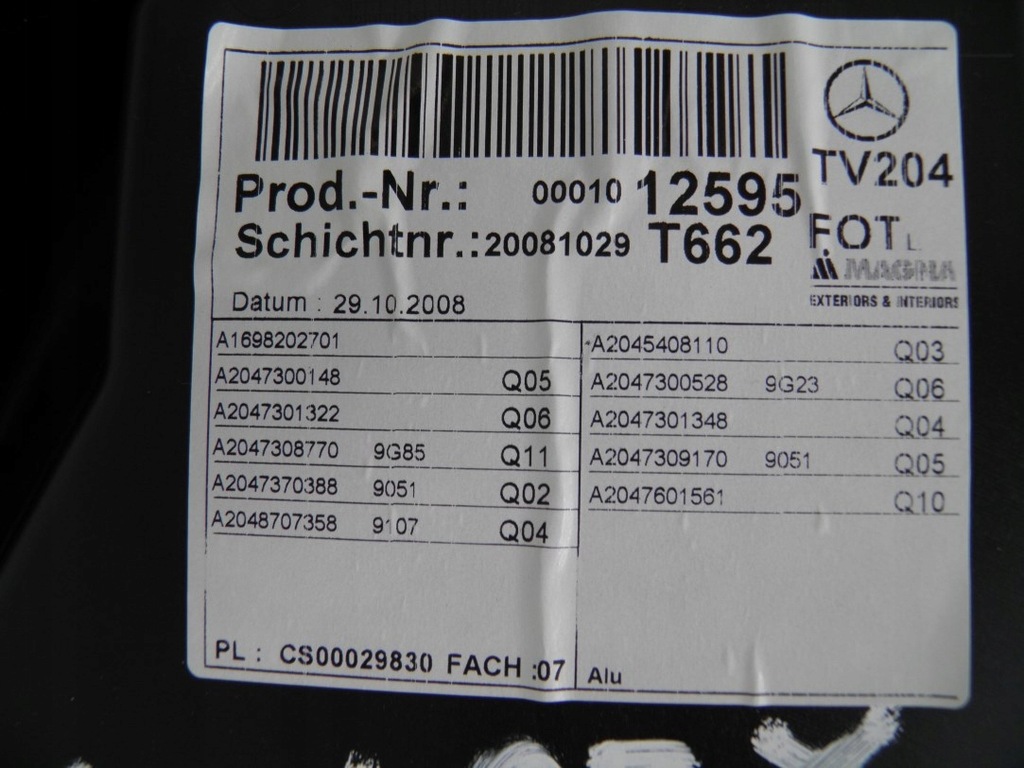 Prod.-Nr.: 00010 12595
TV204
Schichtnr.: 20081029 T662
FOT L
MAGNA
EXTERIORS & INTERIORS
Datum : 29.10.2008
A1698202701
A2047300148 Q05
A2047301322 Q06
A2047308770 9G85 Q11
A2047370388 9051 Q02
A2048707358 9107 Q04
A2045408110 Q03
A2047300528 9G23 Q06
A2047301348 Q04
A2047309170 9051 Q05
A2047601561 Q10
PL : CS00029830 FACH :07
Alu